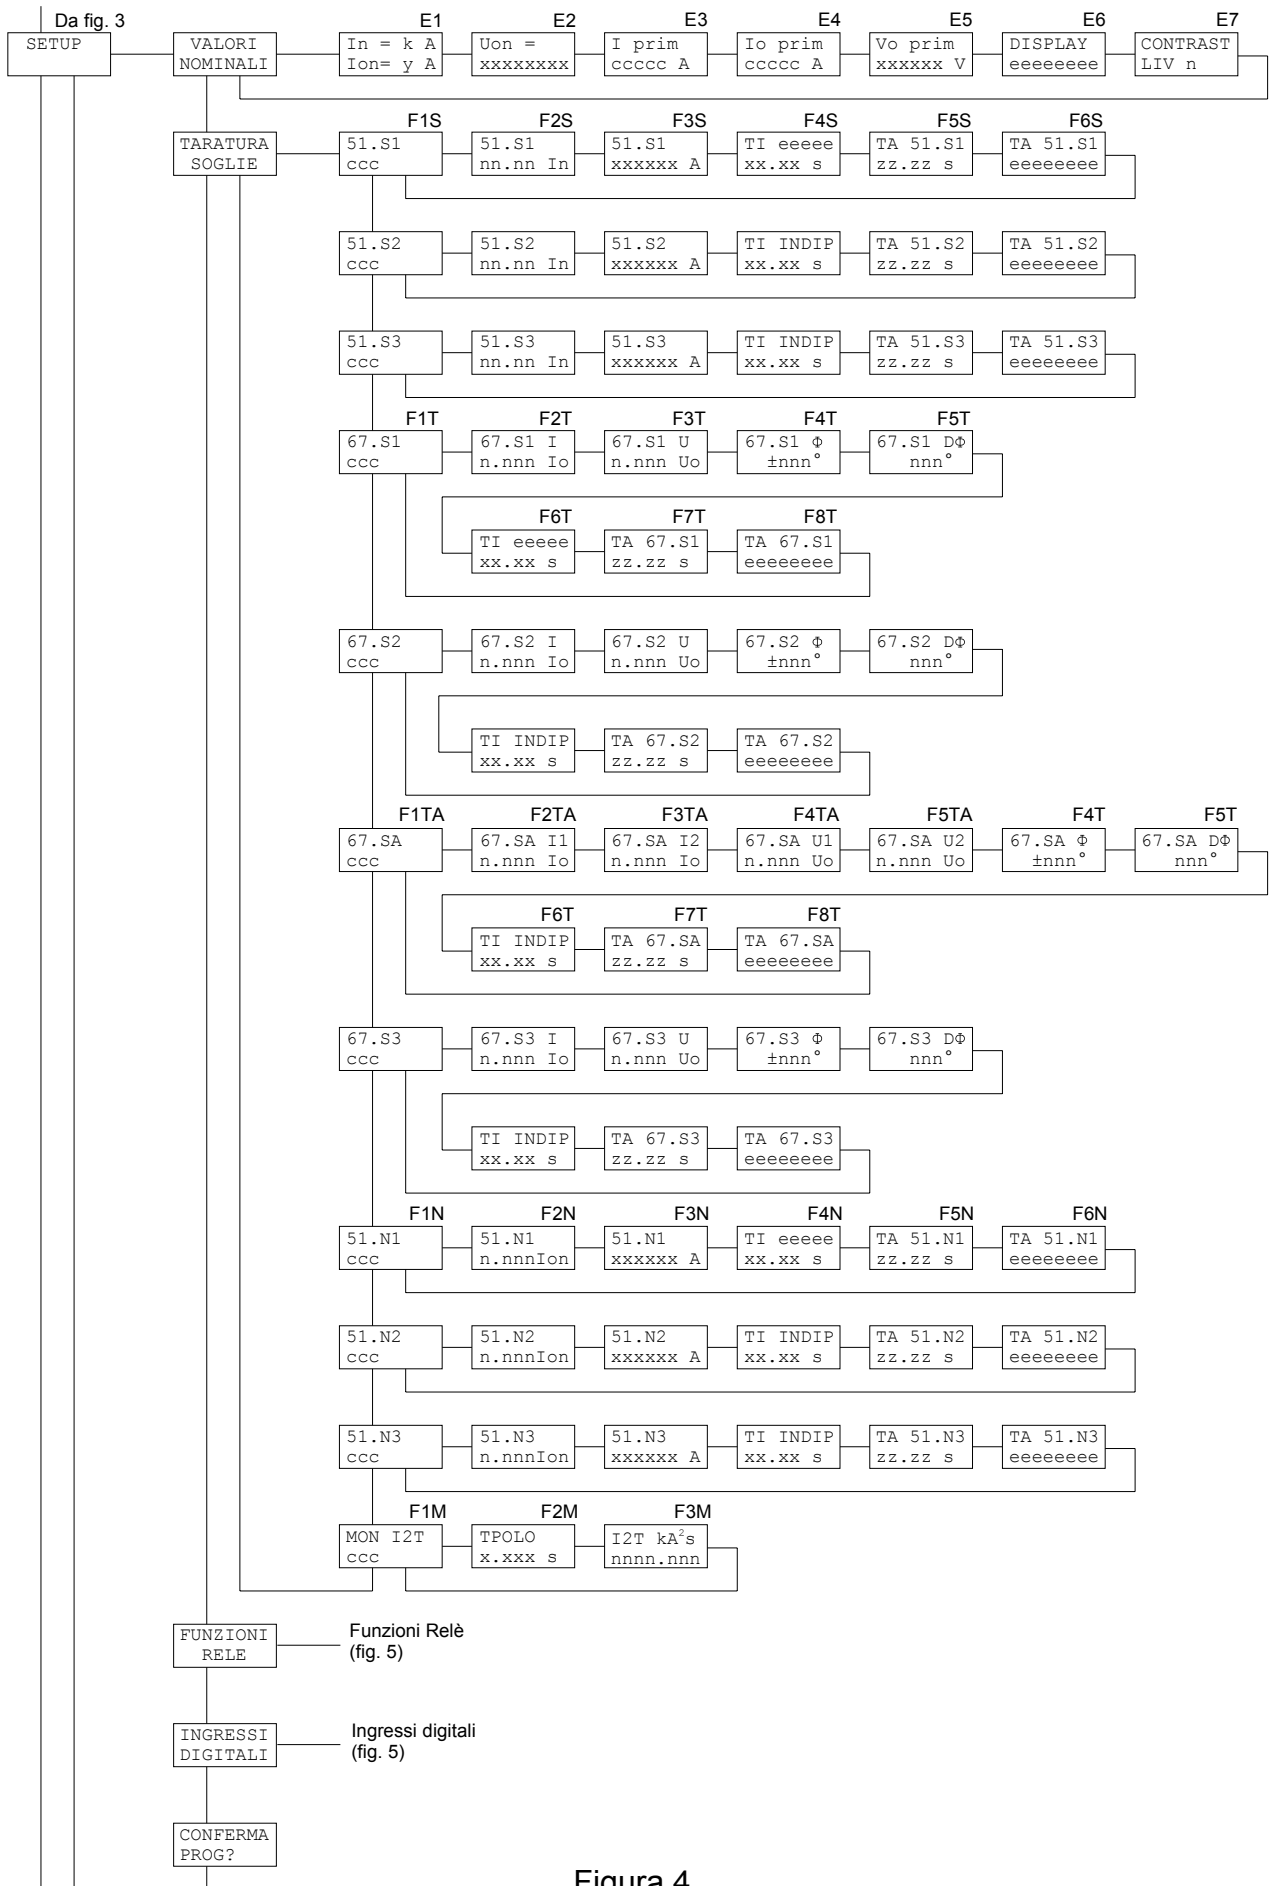 Da fig. 3
E1 E2 E3 E4 E5 E6 E7
SETUP VALORI In = k A Uon = I prim Io prim Vo prim DISPLAY CONTRAST
NOMINALI Ion= y A xxxxxxxx ccccc A ccccc A xxxxxx V eeeeeeee LIV n
F1S F2S F3S F4S F5S F6S
TARATURA 51.S1 51.S1 51.S1 TI eeeee TA 51.S1 TA 51.S1
SOGLIE ccc nn.nn In xxxxxx A xx.xx s zz.zz s eeeeeeee
51.S2 51.S2 51.S2 TI INDIP TA 51.S2 TA 51.S2
ccc nn.nn In xxxxxx A xx.xx s zz.zz s eeeeeeee
51.S3 51.S3 51.S3 TI INDIP TA 51.S3 TA 51.S3
ccc nn.nn In xxxxxx A xx.xx s zz.zz s eeeeeeee
F1T F2T F3T F4T F5T
67.S1 67.S1 I 67.S1 U 67.S1 Φ 67.S1 DΦ
ccc n.nnn Io n.nnn Uo ±nnn° nnn°
F6T F7T F8T
TI eeeee TA 67.S1 TA 67.S1
xx.xx s zz.zz s eeeeeeee
67.S2 67.S2 I 67.S2 U 67.S2 Φ 67.S2 DΦ
ccc n.nnn Io n.nnn Uo ±nnn° nnn°
TI INDIP TA 67.S2 TA 67.S2
xx.xx s zz.zz s eeeeeeee
F1TA F2TA F3TA F4TA F5TA F4T F5T
67.SA 67.SA I1 67.SA I2 67.SA U1 67.SA U2 67.SA Φ 67.SA DΦ
ccc n.nnn Io n.nnn Io n.nnn Uo n.nnn Uo ±nnn° nnn°
F6T F7T F8T
TI INDIP TA 67.SA TA 67.SA
xx.xx s zz.zz s eeeeeeee
67.S3 67.S3 I 67.S3 U 67.S3 Φ 67.S3 DΦ
ccc n.nnn Io n.nnn Uo ±nnn° nnn°
TI INDIP TA 67.S3 TA 67.S3
xx.xx s zz.zz s eeeeeeee
F1N F2N F3N F4N F5N F6N
51.N1 51.N1 51.N1 TI eeeee TA 51.N1 TA 51.N1
ccc n.nnnIon xxxxxx A xx.xx s zz.zz s eeeeeeee
51.N2 51.N2 51.N2 TI INDIP TA 51.N2 TA 51.N2
ccc n.nnnIon xxxxxx A xx.xx s zz.zz s eeeeeeee
51.N3 51.N3 51.N3 TI INDIP TA 51.N3 TA 51.N3
ccc n.nnnIon xxxxxx A xx.xx s zz.zz s eeeeeeee
F1M F2M F3M
MON I2T TPOLO I2T kA²s
ccc x.xxx s nnnn.nnn
FUNZIONI Funzioni Relè
RELE (fig. 5)
INGRESSI Ingressi digitali
DIGITALI (fig. 5)
CONFERMA
PROG?
Figura 4